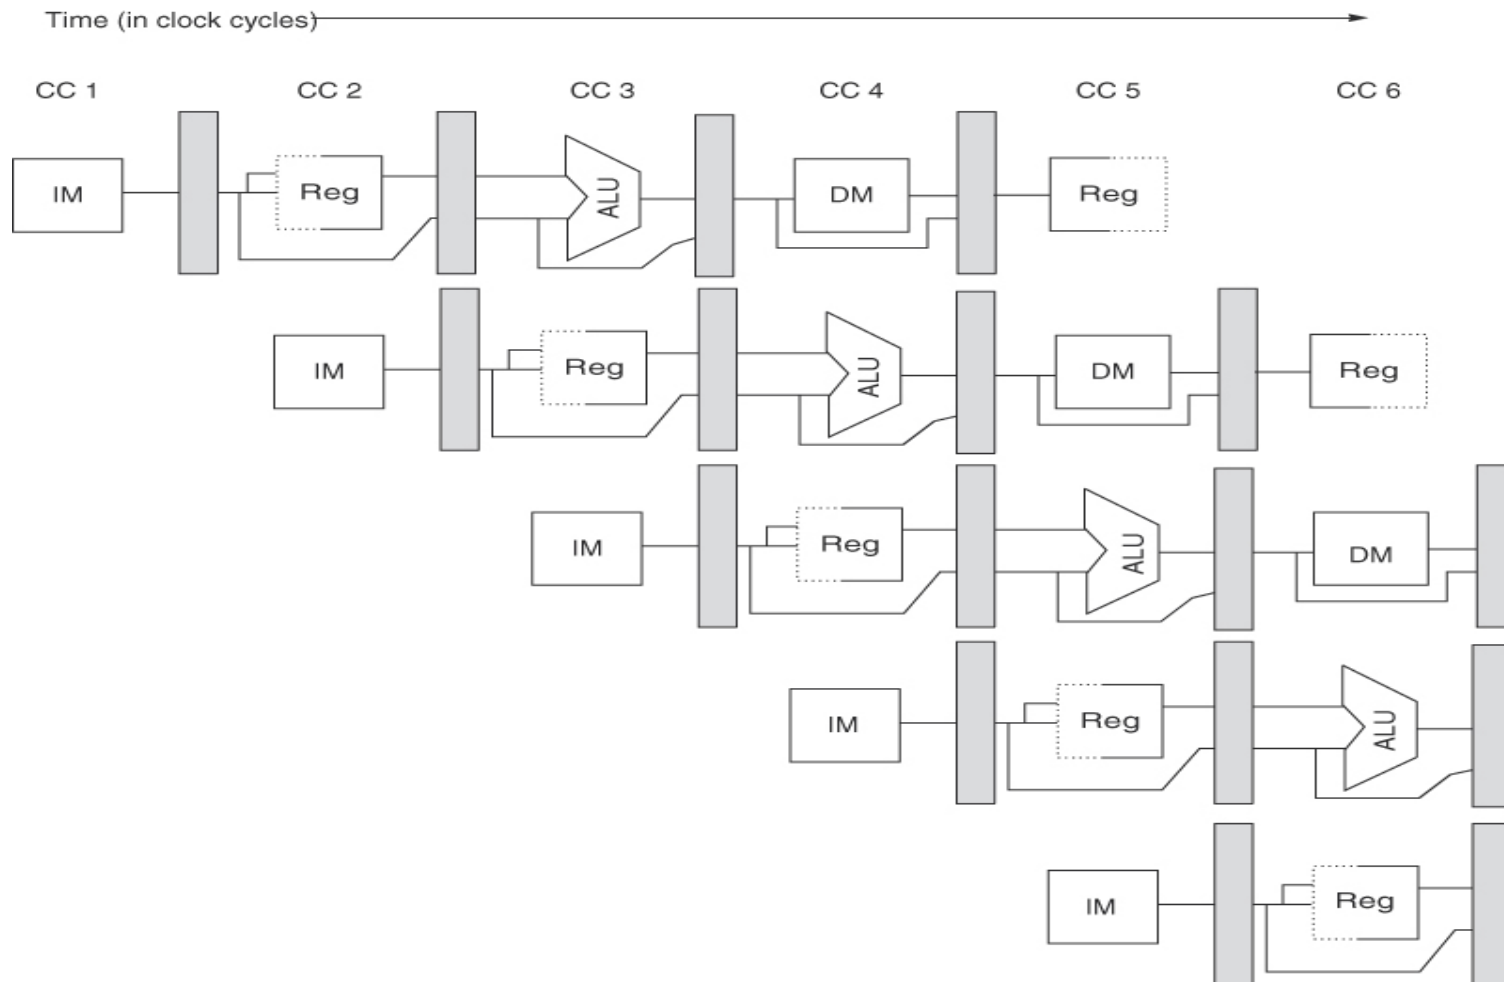 Time (in clock cycles)
CC 1 CC 2 CC 3 CC 4 CC 5 CC 6
IM Reg ALU DM Reg
IM Reg ALU DM Reg
IM Reg ALU DM
IM Reg ALU
IM Reg